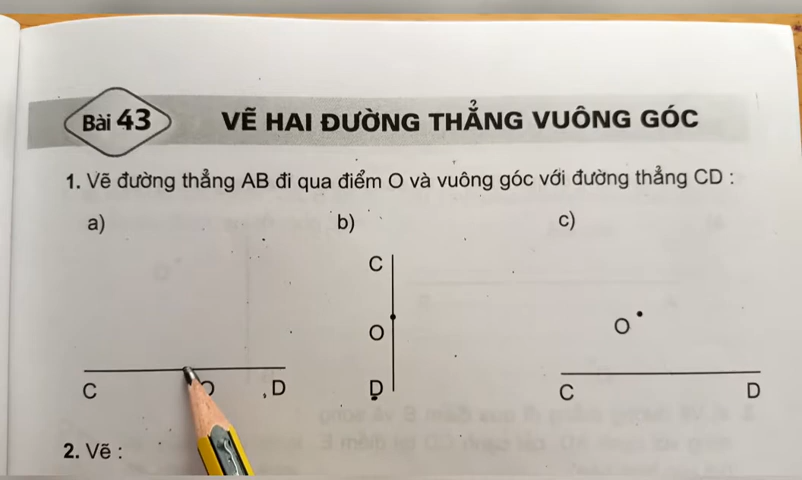 Bài 43
VẼ HAI ĐƯỜNG THẲNG VUÔNG GÓC
1. Vẽ đường thẳng AB đi qua điểm O và vuông góc với đường thẳng CD :
a) b) c)
C
O O
C D D C D
2. Vẽ :